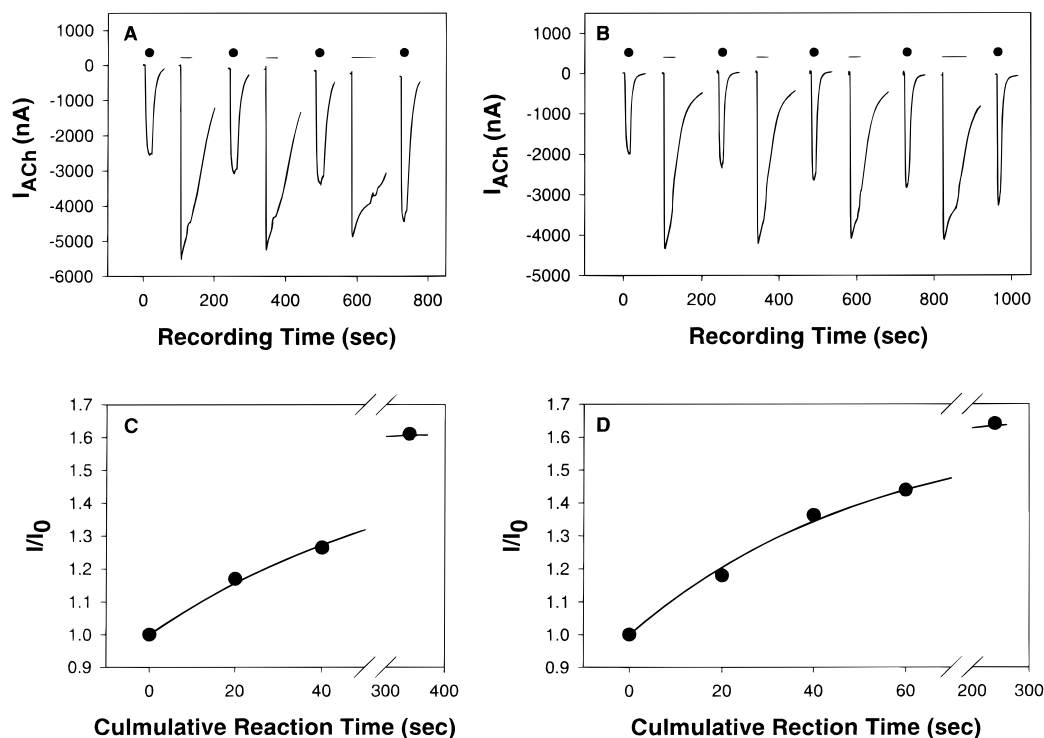 A
1000
0
-1000
-2000
-3000
-4000
-5000
-6000
I_ACh (nA)
0 200 400 600 800
Recording Time (sec)
B
1000
0
-1000
-2000
-3000
-4000
-5000
I_ACh (nA)
0 200 400 600 800 1000
Recording Time (sec)
C
1.7
1.6
1.5
1.4
1.3
1.2
1.1
1.0
0.9
I/I0
0 20 40 300 400
Culmulative Reaction Time (sec)
D
1.7
1.6
1.5
1.4
1.3
1.2
1.1
1.0
0.9
I/I0
0 20 40 60 200 300
Culmulative Rection Time (sec)